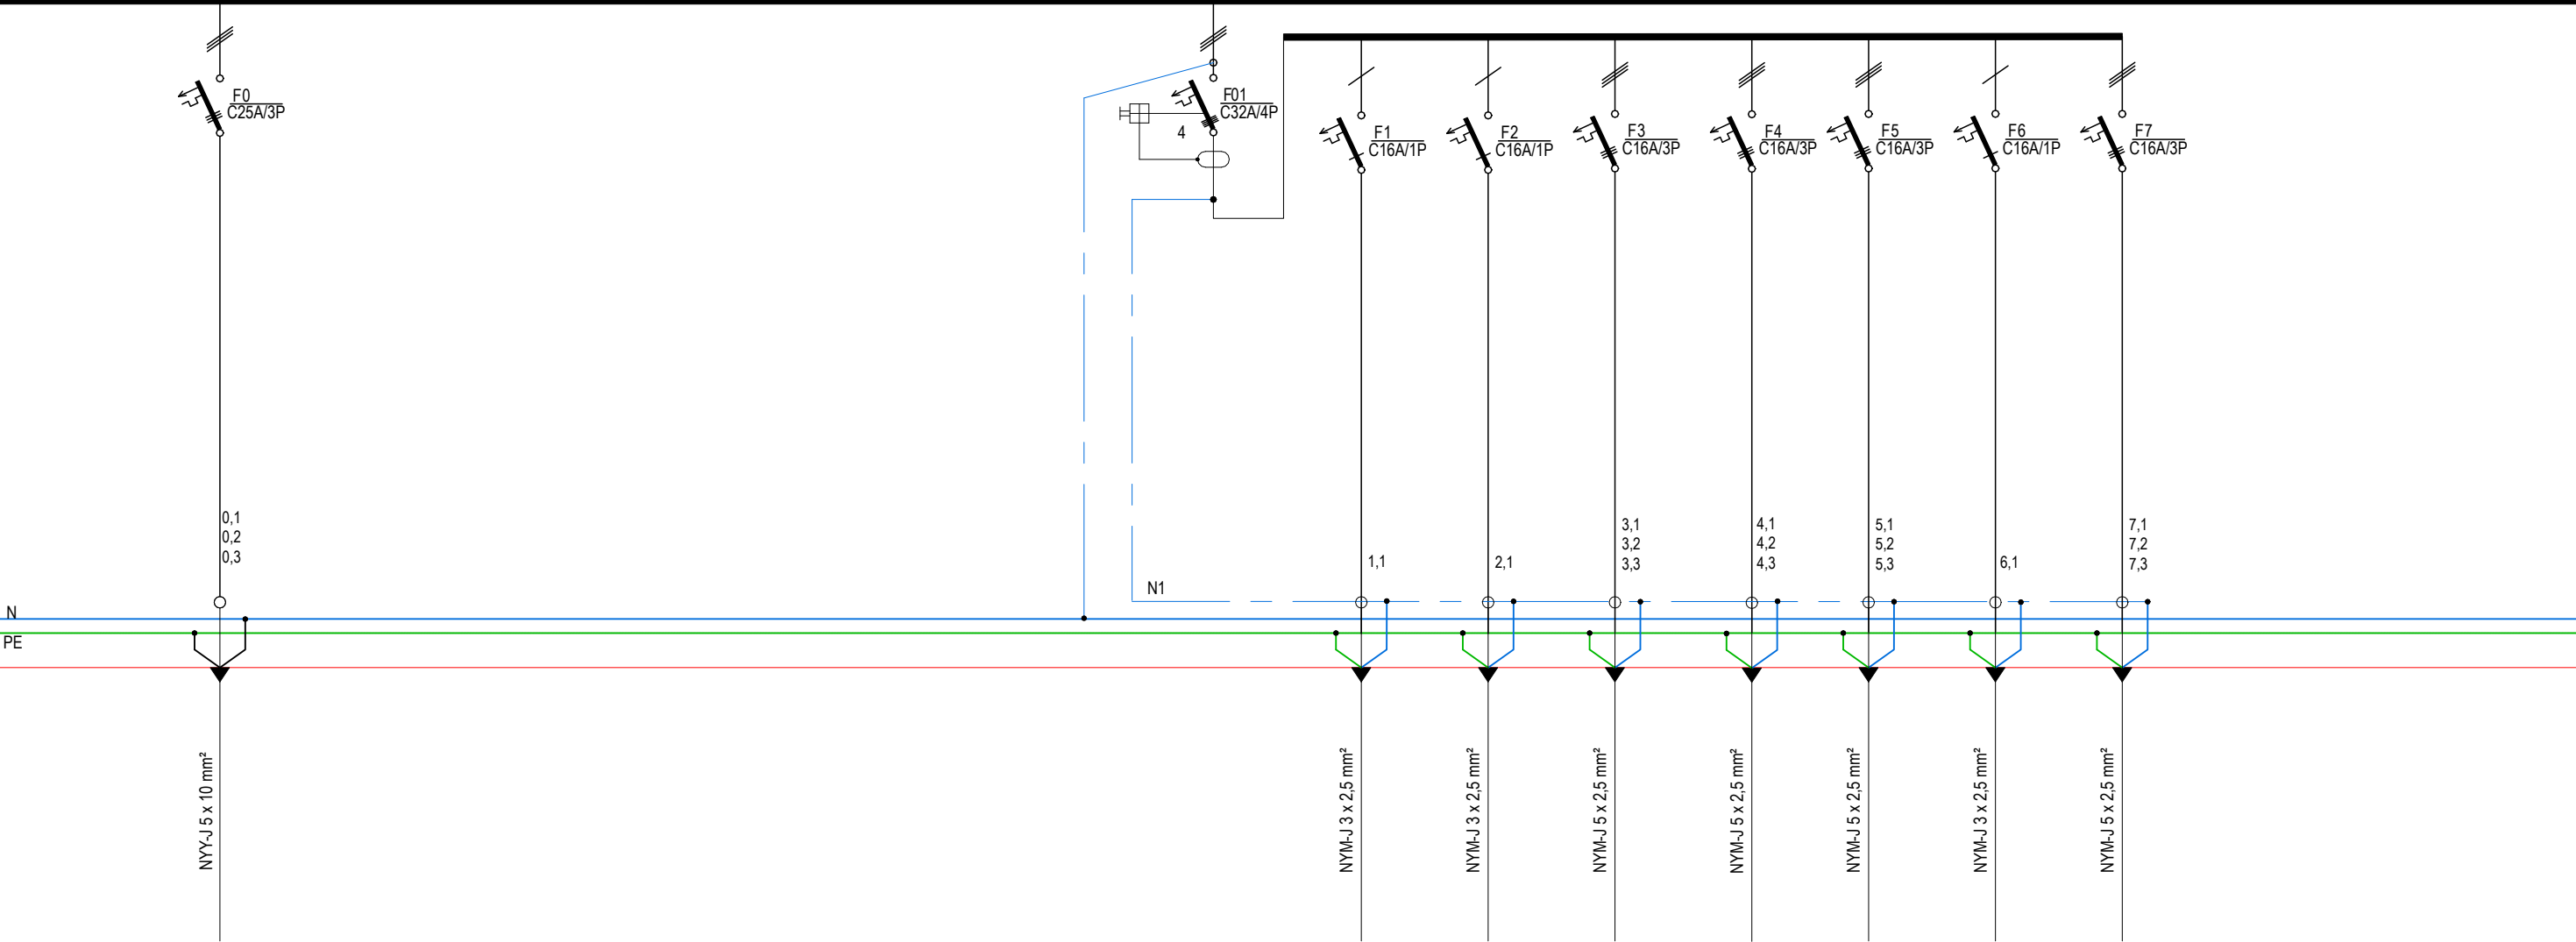 F0
C25A/3P
F01
C32A/4P
4
F1
C16A/1P
F2
C16A/1P
F3
C16A/3P
F4
C16A/3P
F5
C16A/3P
F6
C16A/1P
F7
C16A/3P
0,1
0,2
0,3
1,1
2,1
3,1
3,2
3,3
4,1
4,2
4,3
5,1
5,2
5,3
6,1
7,1
7,2
7,3
N1
N
PE
NYY-J 5 x 10 mm²
NYM-J 3 x 2,5 mm²
NYM-J 3 x 2,5 mm²
NYM-J 5 x 2,5 mm²
NYM-J 5 x 2,5 mm²
NYM-J 5 x 2,5 mm²
NYM-J 3 x 2,5 mm²
NYM-J 5 x 2,5 mm²